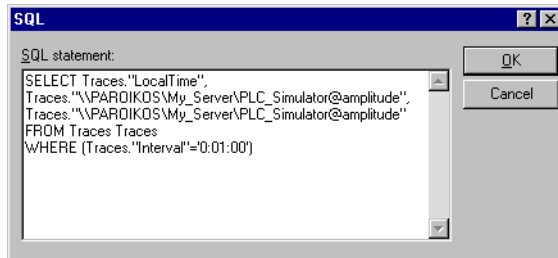 SQL
SQL statement:
OK
Cancel
SELECT Traces."LocalTime",
Traces."\\PAROIKOS\My_Server\PLC_Simulator@amplitude",
Traces."\\PAROIKOS\My_Server\PLC_Simulator@amplitude"
FROM Traces Traces
WHERE (Traces."Interval"='0:01:00')